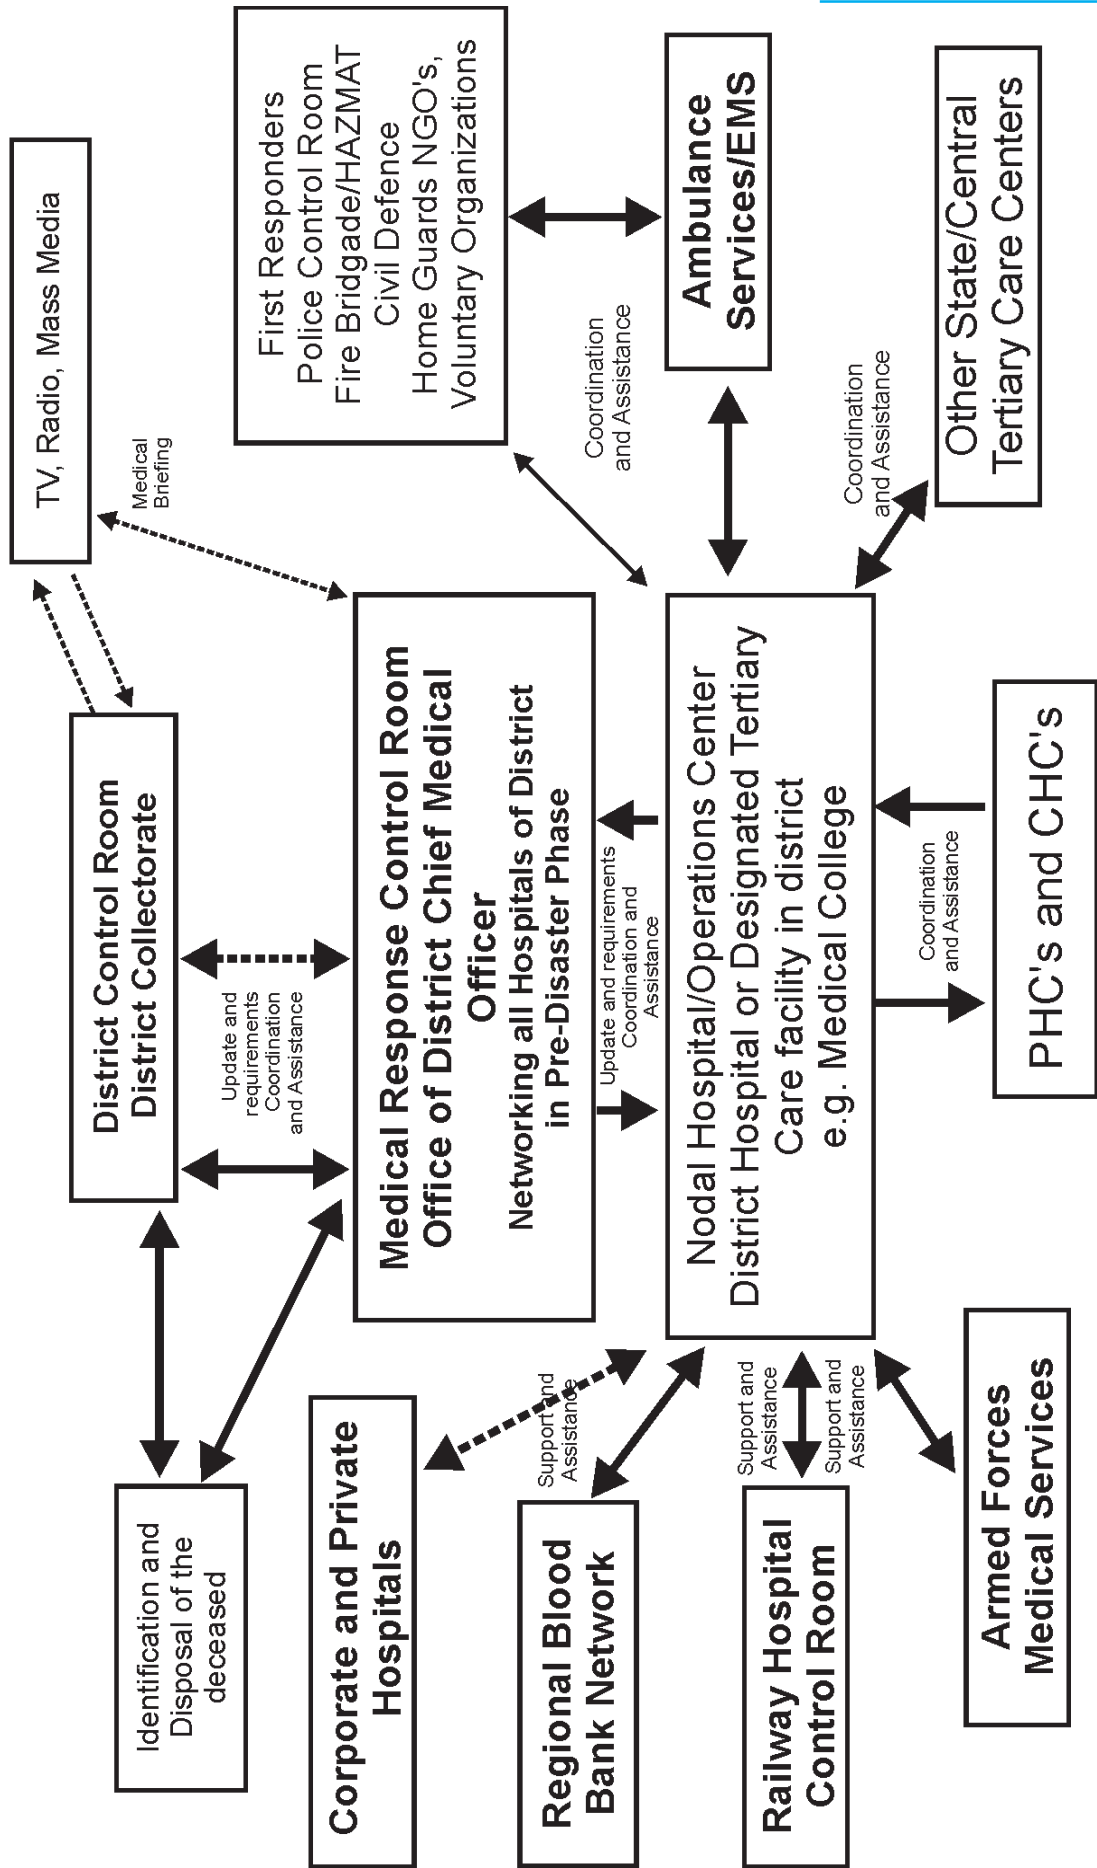 TV, Radio, Mass Media
District Control Room
District Collectorate
Medical
Briefing
Identification and
Disposal of the
deceased
Update and
requirements
Coordination
and Assistance
First Responders
Police Control Room
Fire Bridgade/HAZMAT
Civil Defence
Home Guards NGO's,
Voluntary Organizations
Corporate and Private
Hospitals
Medical Response Control Room
Office of District Chief Medical
Officer
Networking all Hospitals of District
in Pre-Disaster Phase
Support and
Assistance
Update and requirements
Coordination and
Assistance
Coordination
and Assistance
Regional Blood
Bank Network
Ambulance
Services/EMS
Nodal Hospital/Operations Center
District Hospital or Designated Tertiary
Care facility in district
e.g. Medical College
Support and
Assistance
Railway Hospital
Control Room
Support and
Assistance
Coordination
and Assistance
Coordination
and Assistance
Other State/Central
Tertiary Care Centers
Armed Forces
Medical Services
PHC's and CHC's